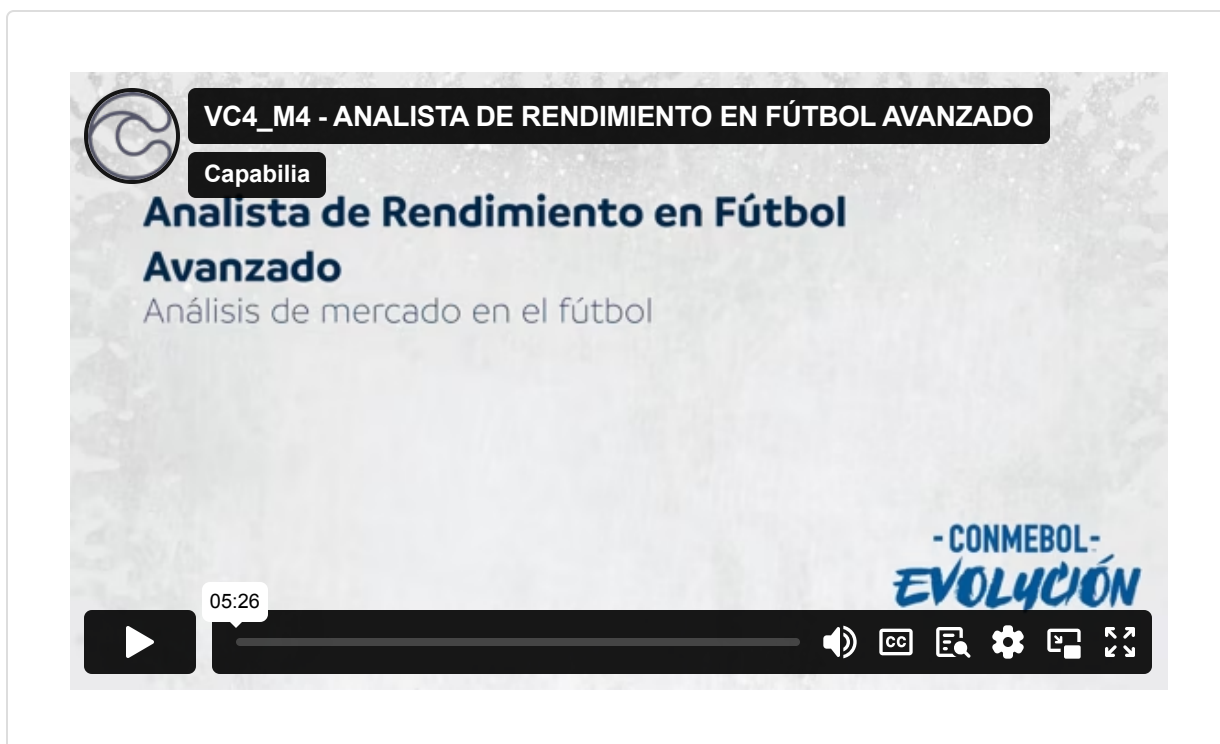 VC4_M4 - ANALISTA DE RENDIMIENTO EN FÚTBOL AVANZADO
Capabilia
Analista de Rendimiento en Fútbol
Avanzado
Análisis de mercado en el fútbol
- CONMEBOL -
EVOLUCIÓN
05:26
CC